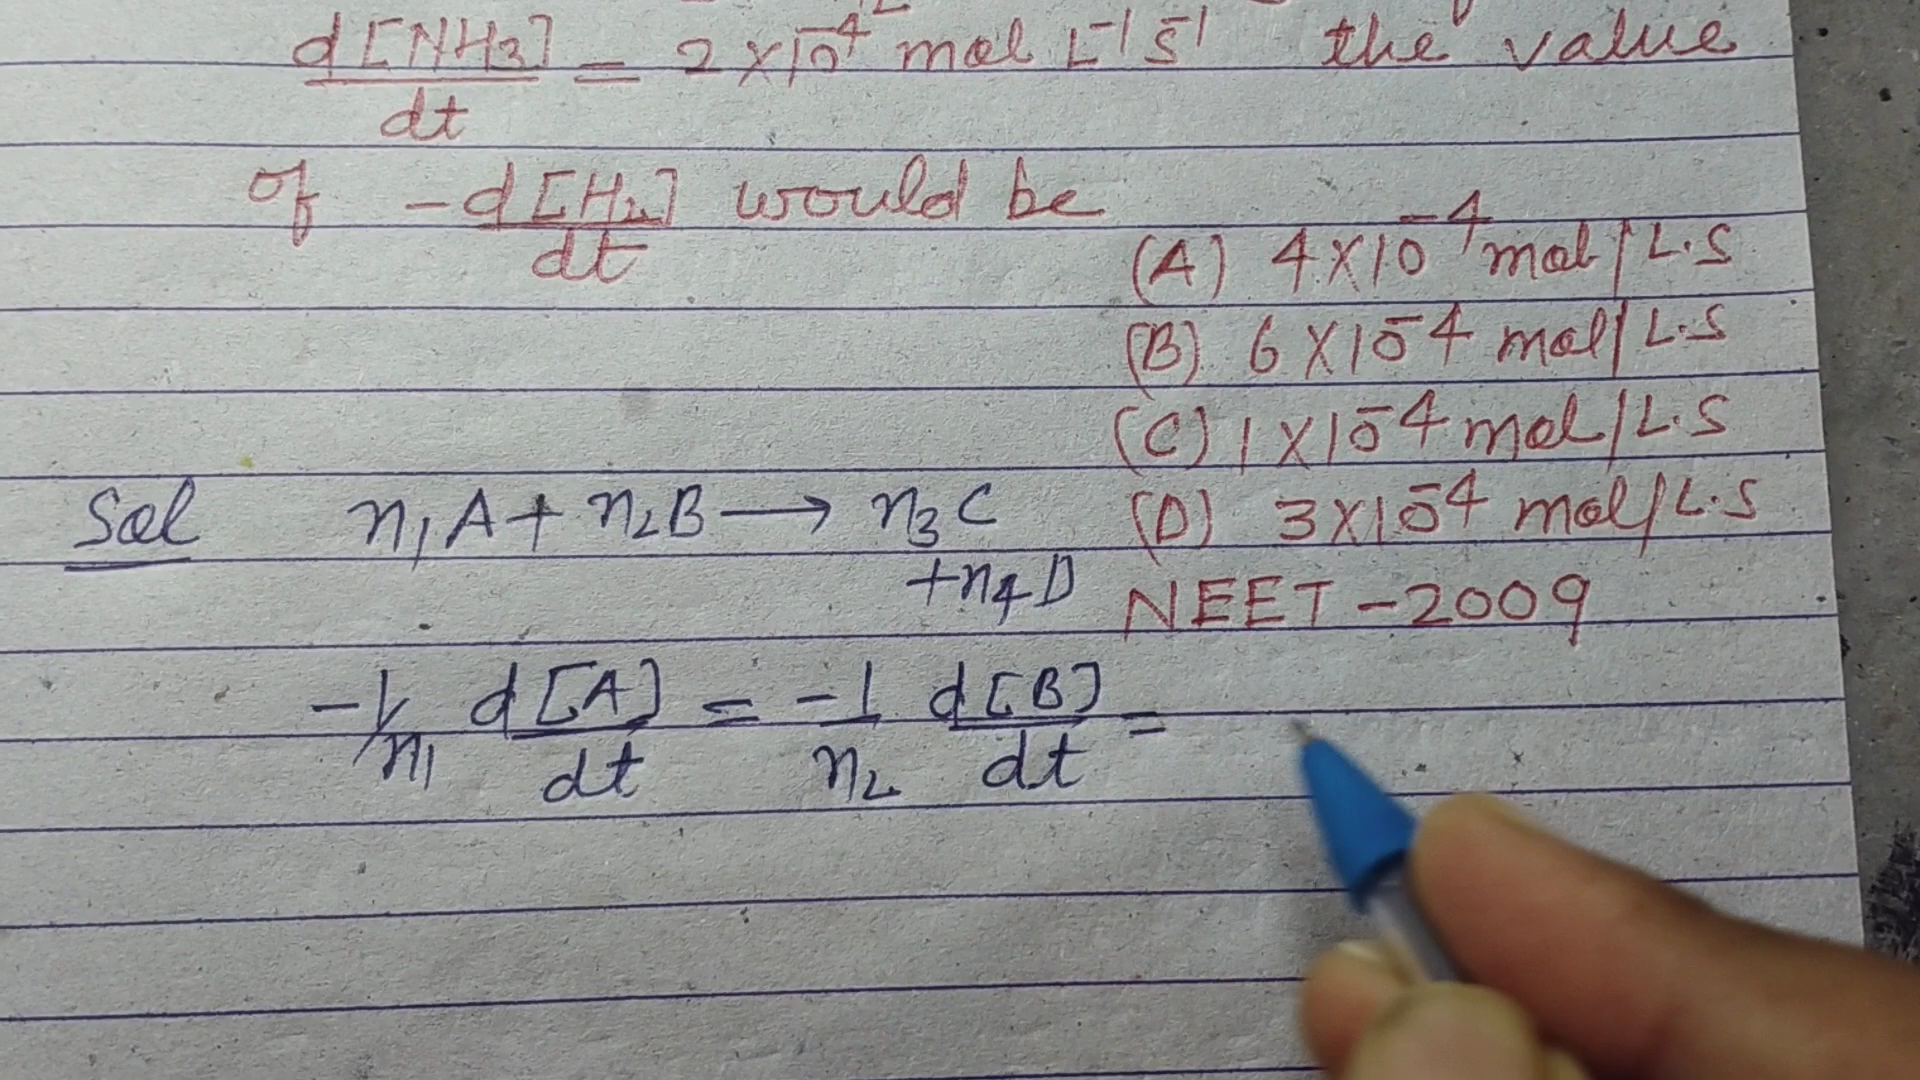 d[NH3]/dt = 2×10^-4 mol L^-1 S^-1 the value
of -d[H2]/dt would be
(A) 4×10^-4 mol/L.S
(B) 6×10^-4 mol/L.S
(C) 1×10^-4 mol/L.S
(D) 3×10^-4 mol/L.S
NEET-2009
Sol n1A + n2B → n3C
+n4D
-1/n1 d[A]/dt = -1/n2 d[B]/dt =